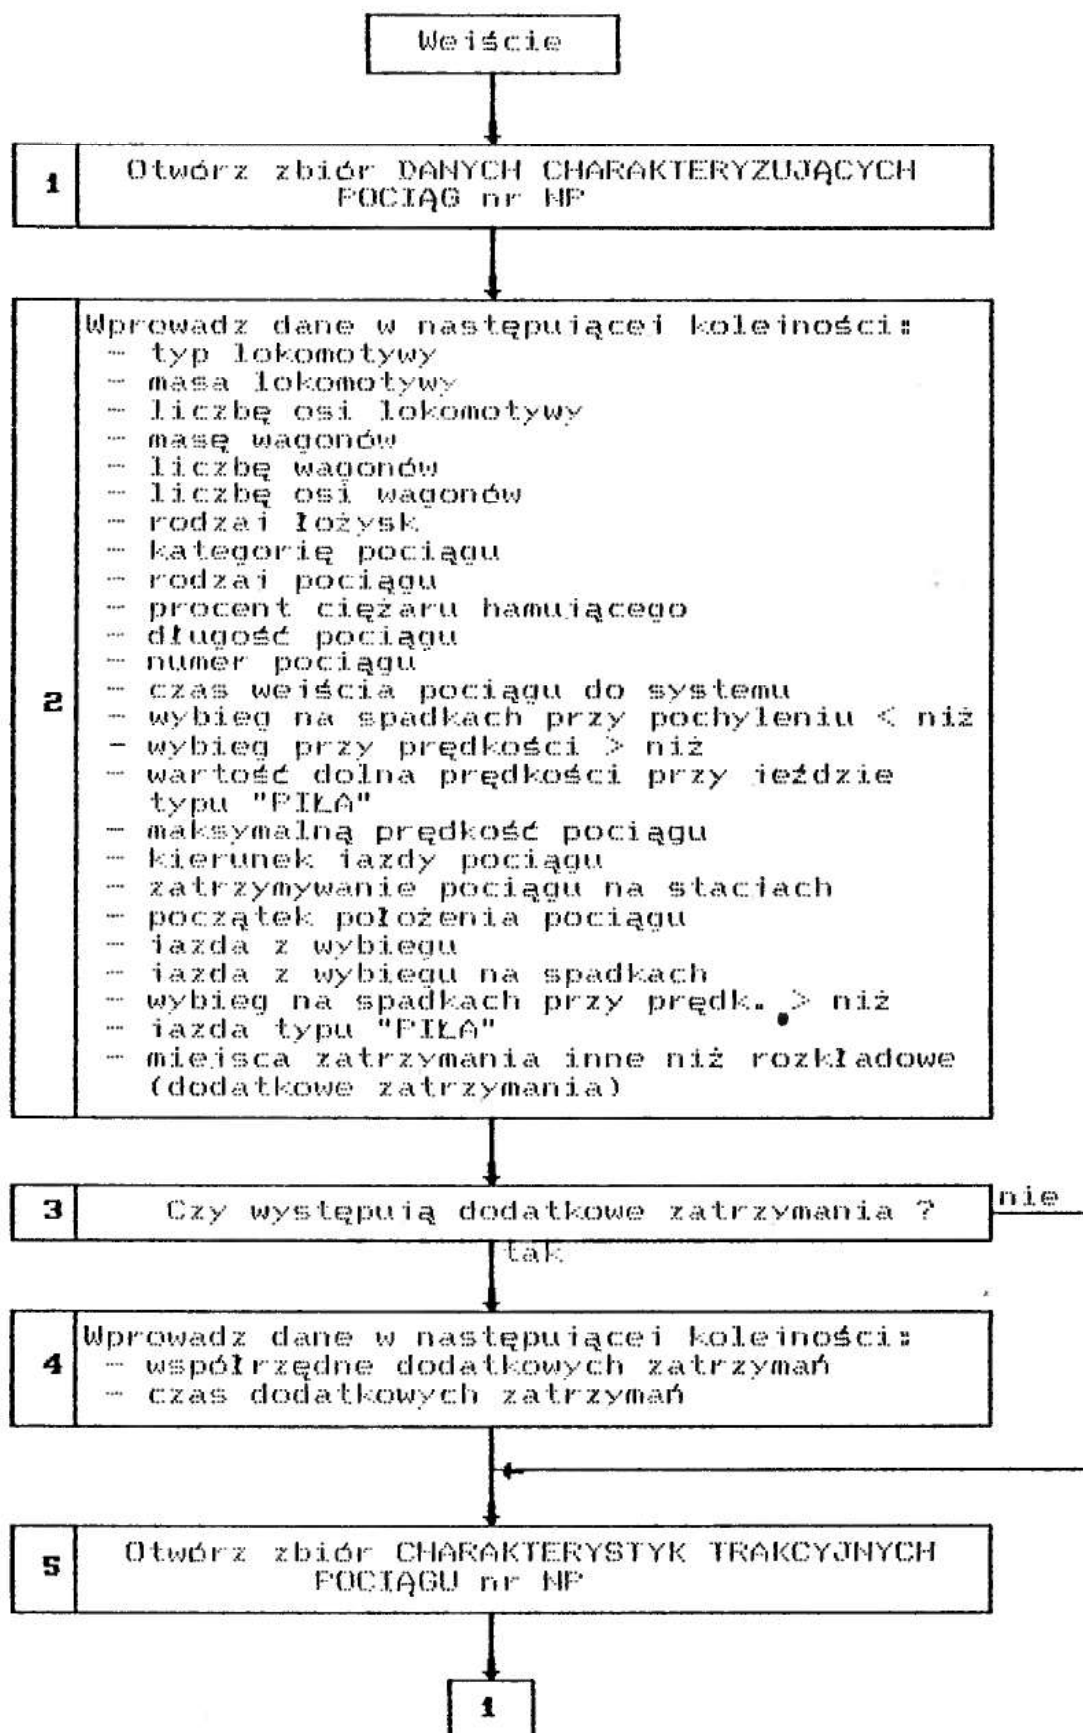 Wejście
1
Otwórz zbiór DANYCH CHARAKTERYZUJĄCYCH
POCIĄG nr NP
2
Wprowadz dane w następującej kolejności:
- typ lokomotywy
- masa lokomotywy
- liczbę osi lokomotywy
- masę wagonów
- liczbę wagonów
- liczbę osi wagonów
- rodzaj łożysk
- kategorię pociągu
- rodzaj pociągu
- procent ciężaru hamującego
- długość pociągu
- numer pociągu
- czas wejścia pociągu do systemu
- wybieg na spadkach przy pochyleniu < niż
- wybieg przy prędkości > niż
- wartość dolna prędkości przy jeździe
typu "PIŁA"
- maksymalną prędkość pociągu
- kierunek jazdy pociągu
- zatrzymywanie pociągu na stacjach
- początek położenia pociągu
- jazda z wybiegu
- jazda z wybiegu na spadkach
- wybieg na spadkach przy prędk. > niż
- jazda typu "PIŁA"
- miejsca zatrzymania inne niż rozkładowe
(dodatkowe zatrzymania)
3
Czy występują dodatkowe zatrzymania ?
nie
tak
4
Wprowadz dane w następującej kolejności:
- współrzędne dodatkowych zatrzymań
- czas dodatkowych zatrzymań
5
Otwórz zbiór CHARAKTERYSTYK TRAKCYJNYCH
POCIĄGU nr NP
1